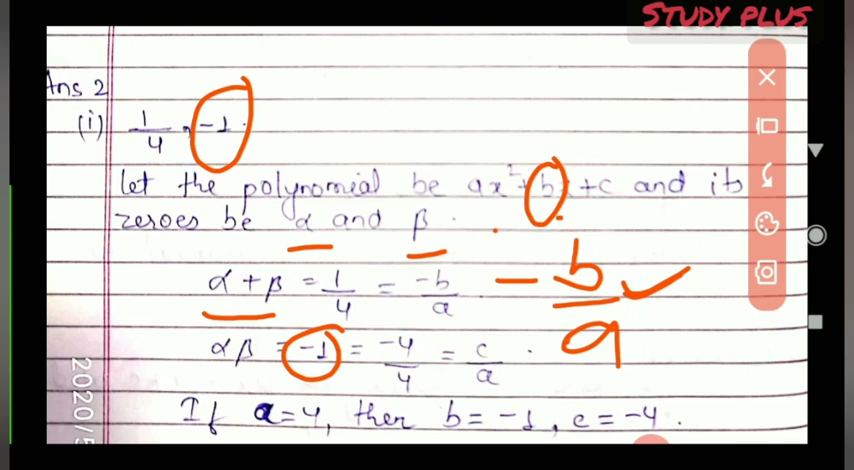 STUDY PLUS
Ans 2
(i) 1/4, -1.
Let the polynomial be ax²+bx+c and its
zeroes be α and β.
α+β = 1/4 = -b/a
- b/a
αβ = -1 = -4/4 = c/a.
If a=4, then b=-1, c=-4.